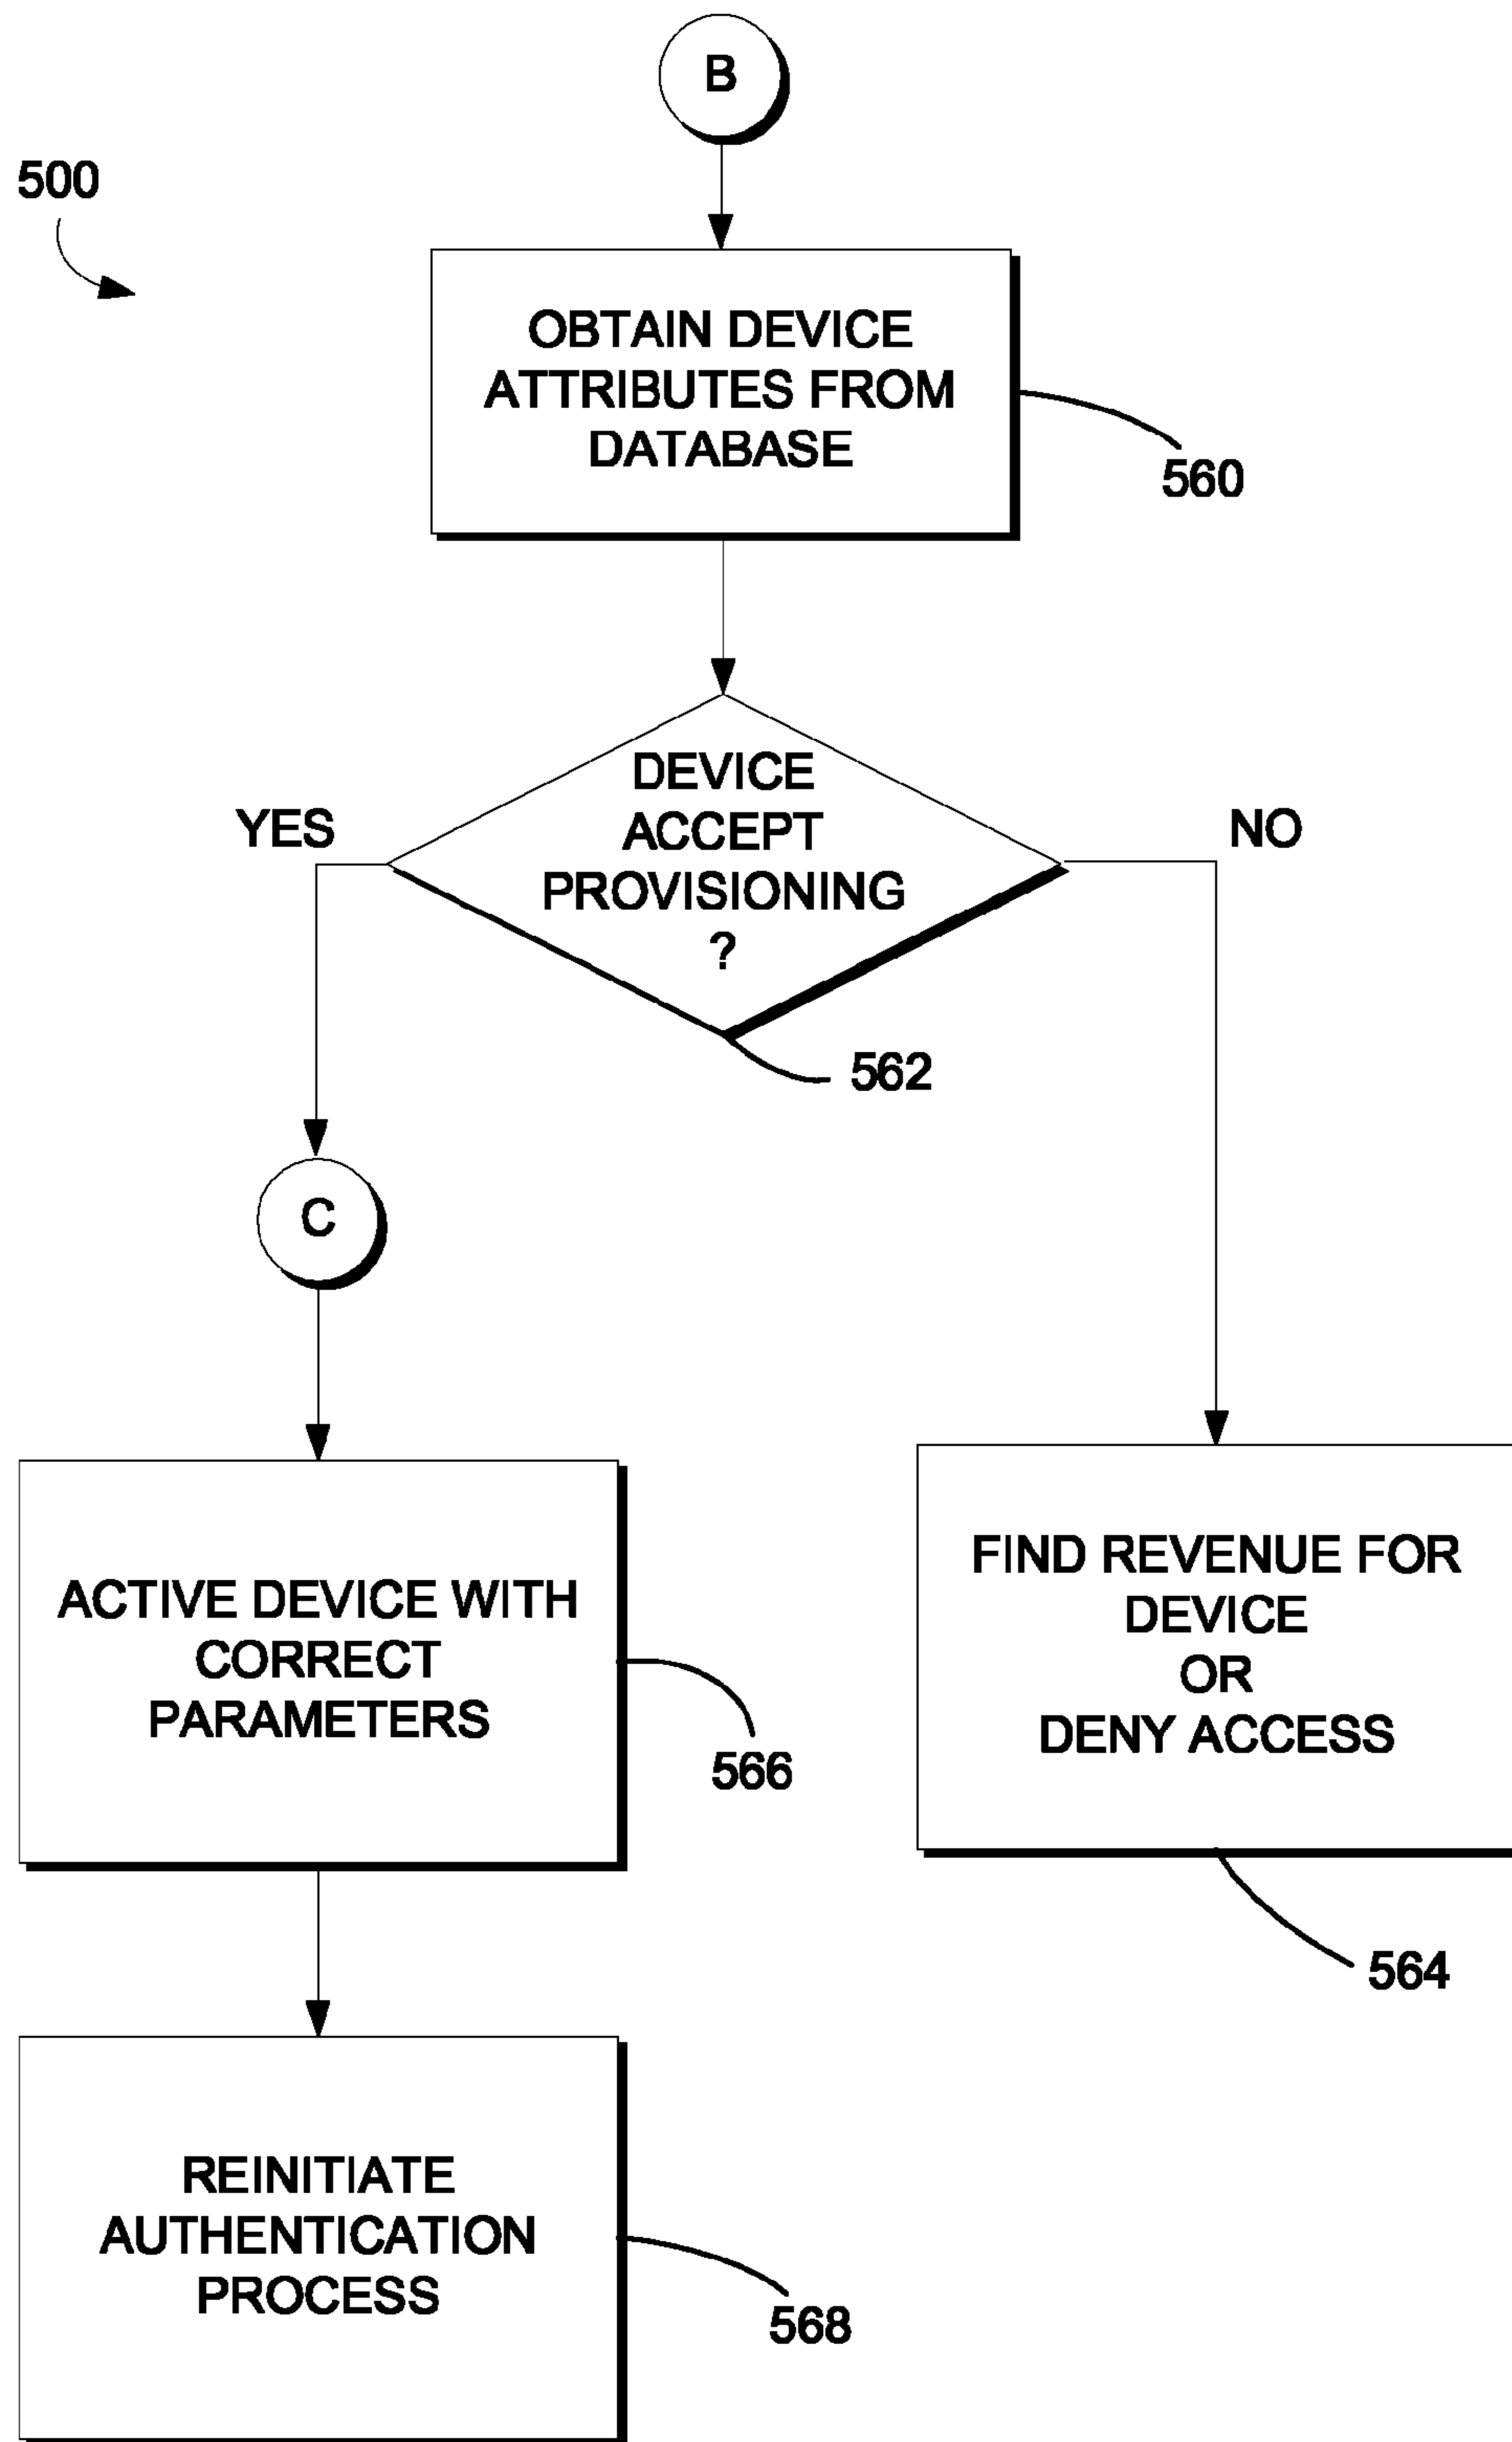 B
500
OBTAIN DEVICE
ATTRIBUTES FROM
DATABASE
560
DEVICE
ACCEPT
PROVISIONING
?
YES
NO
562
C
ACTIVE DEVICE WITH
CORRECT
PARAMETERS
566
FIND REVENUE FOR
DEVICE
OR
DENY ACCESS
564
REINITIATE
AUTHENTICATION
PROCESS
568